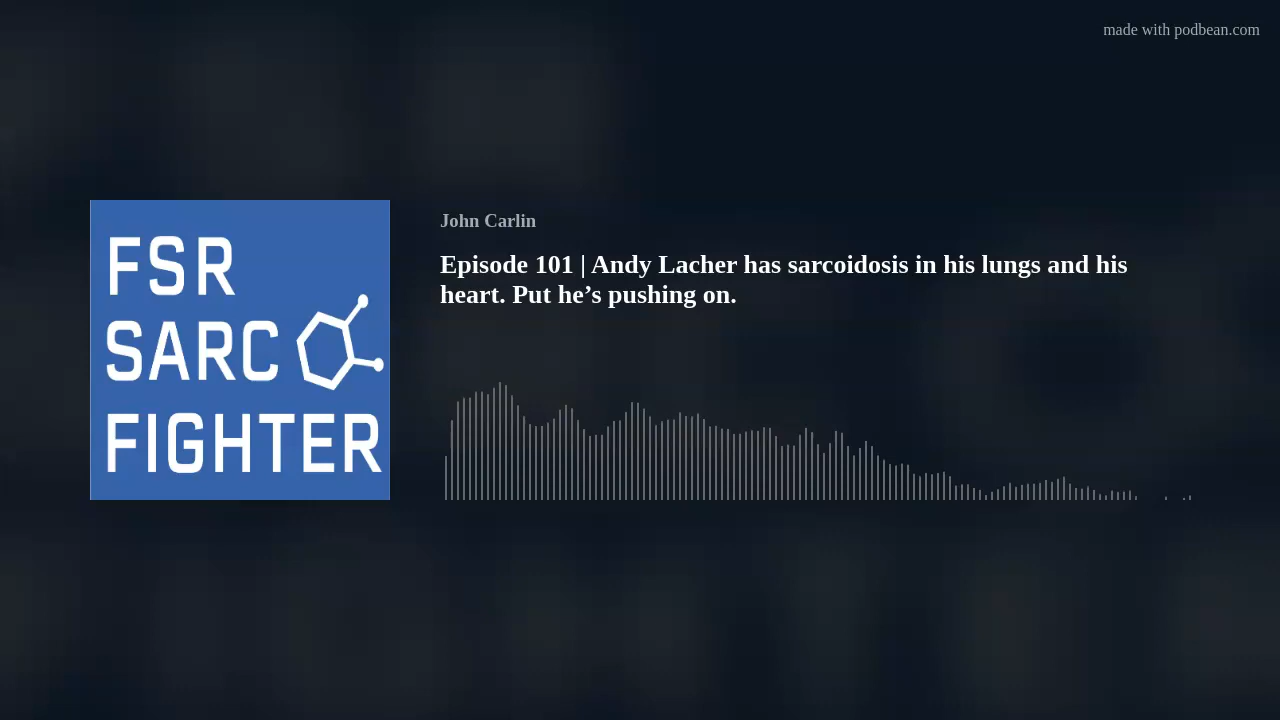 made with podbean.com
FSR
SARC
FIGHTER
John Carlin
Episode 101 | Andy Lacher has sarcoidosis in his lungs and his
heart. Put he’s pushing on.